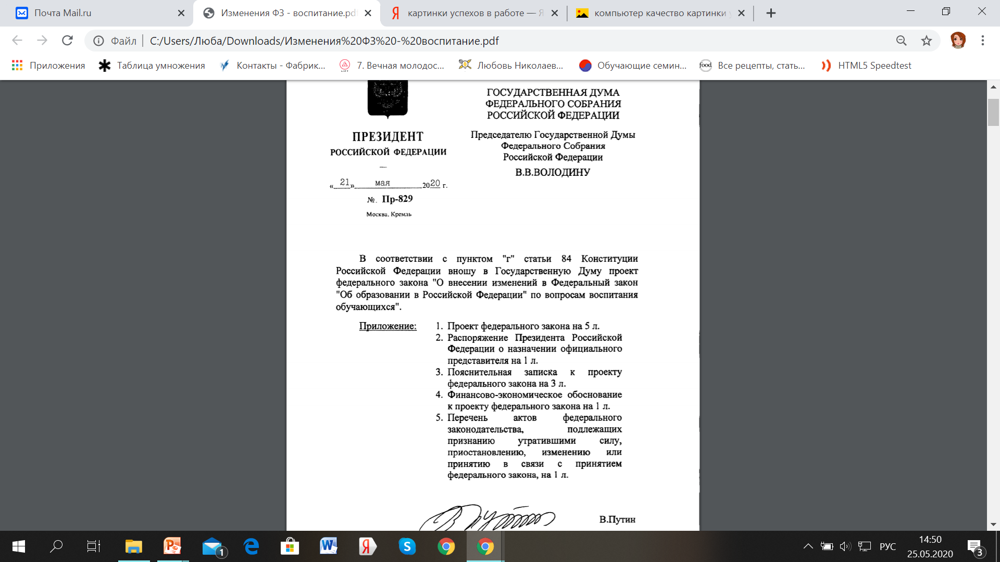 Почта Mail.ru
Изменения ФЗ - воспитание.pdf
картинки успехов в работе — Я
компьютер качество картинки у
Файл
C:/Users/Люба/Downloads/Изменения%20ФЗ%20-%20воспитание.pdf
Приложения
Таблица умножения
Контакты - Фабрик...
7. Вечная молодос...
Любовь Николаев...
Обучающие семин...
food
Все рецепты, стать...
HTML5 Speedtest
ПРЕЗИДЕНТ
РОССИЙСКОЙ ФЕДЕРАЦИИ
« 21 » мая 2020 г.
№. Пр-829
Москва, Кремль
ГОСУДАРСТВЕННАЯ ДУМА
ФЕДЕРАЛЬНОГО СОБРАНИЯ
РОССИЙСКОЙ ФЕДЕРАЦИИ
Председателю Государственной Думы
Федерального Собрания
Российской Федерации
В.В.ВОЛОДИНУ
В соответствии с пунктом "г" статьи 84 Конституции
Российской Федерации вношу в Государственную Думу проект
федерального закона "О внесении изменений в Федеральный закон
"Об образовании в Российской Федерации" по вопросам воспитания
обучающихся".
Приложение:
1. Проект федерального закона на 5 л.
2. Распоряжение Президента Российской
Федерации о назначении официального
представителя на 1 л.
3. Пояснительная записка к проекту
федерального закона на 3 л.
4. Финансово-экономическое обоснование
к проекту федерального закона на 1 л.
5. Перечень актов федерального
законодательства, подлежащих
признанию утратившими силу,
приостановлению, изменению или
принятию в связи с принятием
федерального закона, на 1 л.
В.Путин
1
РУС
14:50
25.05.2020
3